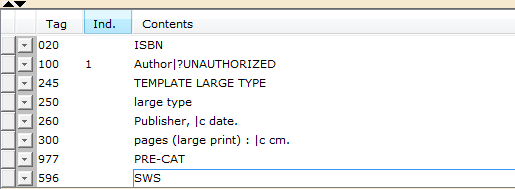 Tag Ind. Contents
020 ISBN
100 1 Author|?UNAUTHORIZED
245 TEMPLATE LARGE TYPE
250 large type
260 Publisher, |c date.
300 pages (large print) : |c cm.
977 PRE-CAT
596 SWS